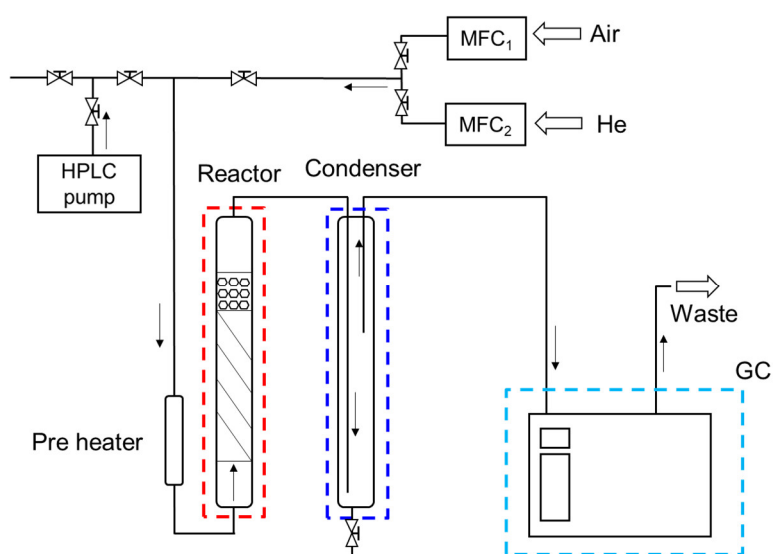 MFC₁
Air
MFC₂
He
HPLC
pump
Reactor
Condenser
Waste
GC
Pre heater